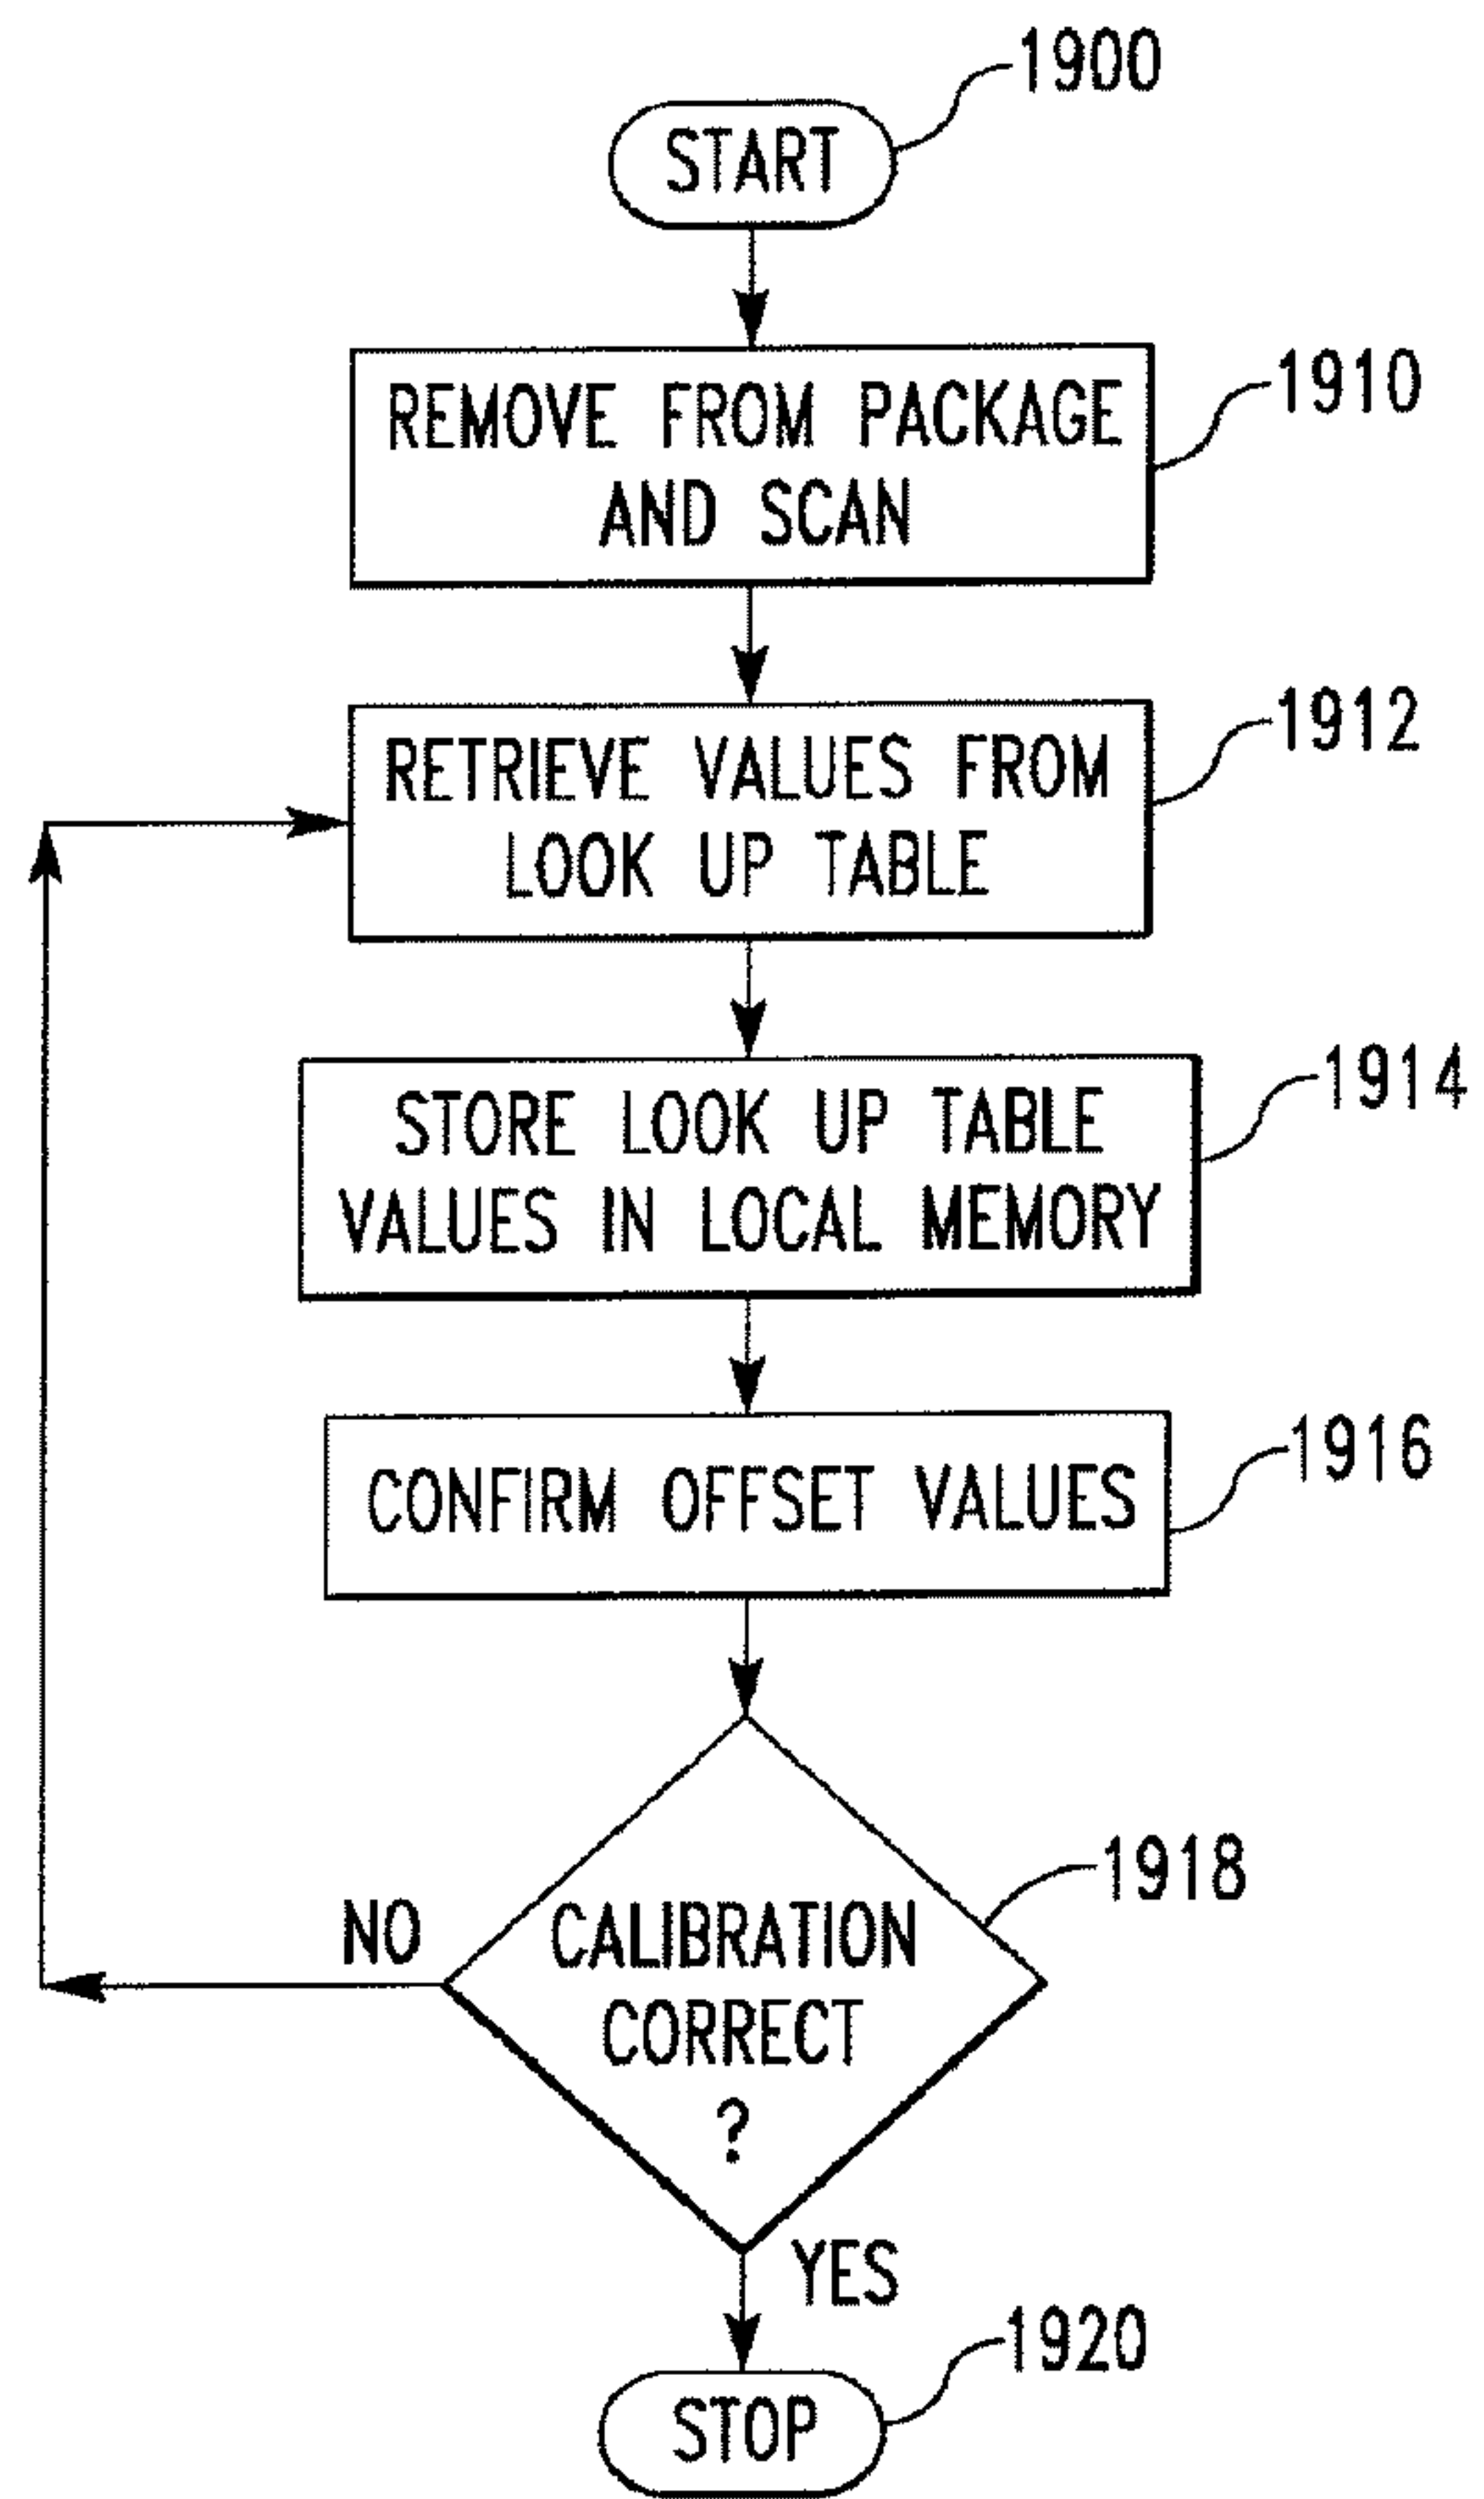 1900
START
REMOVE FROM PACKAGE
AND SCAN
1910
RETRIEVE VALUES FROM
LOOK UP TABLE
1912
STORE LOOK UP TABLE
VALUES IN LOCAL MEMORY
1914
CONFIRM OFFSET VALUES
1916
CALIBRATION
CORRECT
?
1918
NO
YES
STOP
1920